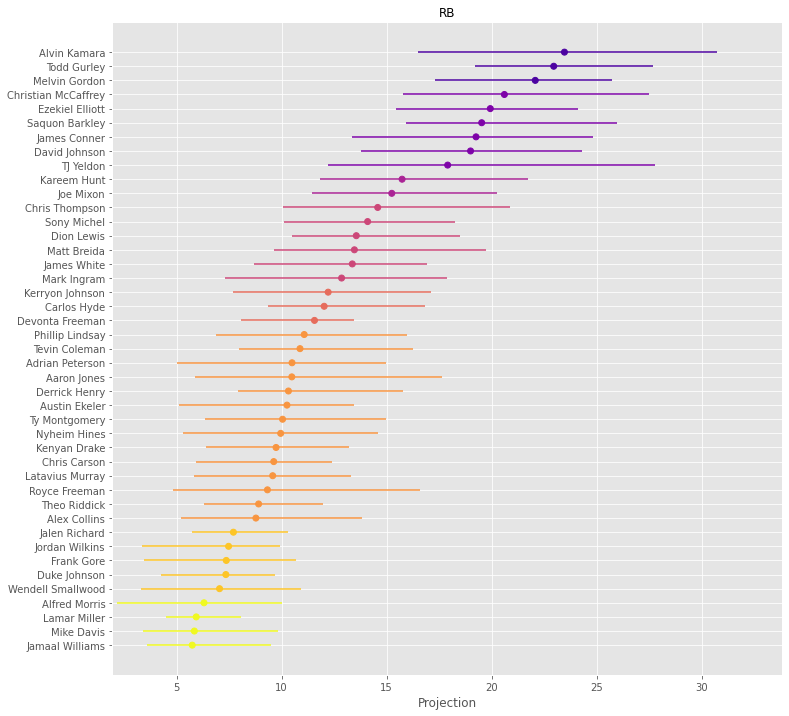 RB
Alvin Kamara
Todd Gurley
Melvin Gordon
Christian McCaffrey
Ezekiel Elliott
Saquon Barkley
James Conner
David Johnson
TJ Yeldon
Kareem Hunt
Joe Mixon
Chris Thompson
Sony Michel
Dion Lewis
Matt Breida
James White
Mark Ingram
Kerryon Johnson
Carlos Hyde
Devonta Freeman
Phillip Lindsay
Tevin Coleman
Adrian Peterson
Aaron Jones
Derrick Henry
Austin Ekeler
Ty Montgomery
Nyheim Hines
Kenyan Drake
Chris Carson
Latavius Murray
Royce Freeman
Theo Riddick
Alex Collins
Jalen Richard
Jordan Wilkins
Frank Gore
Duke Johnson
Wendell Smallwood
Alfred Morris
Lamar Miller
Mike Davis
Jamaal Williams
5 10 15 20 25 30
Projection